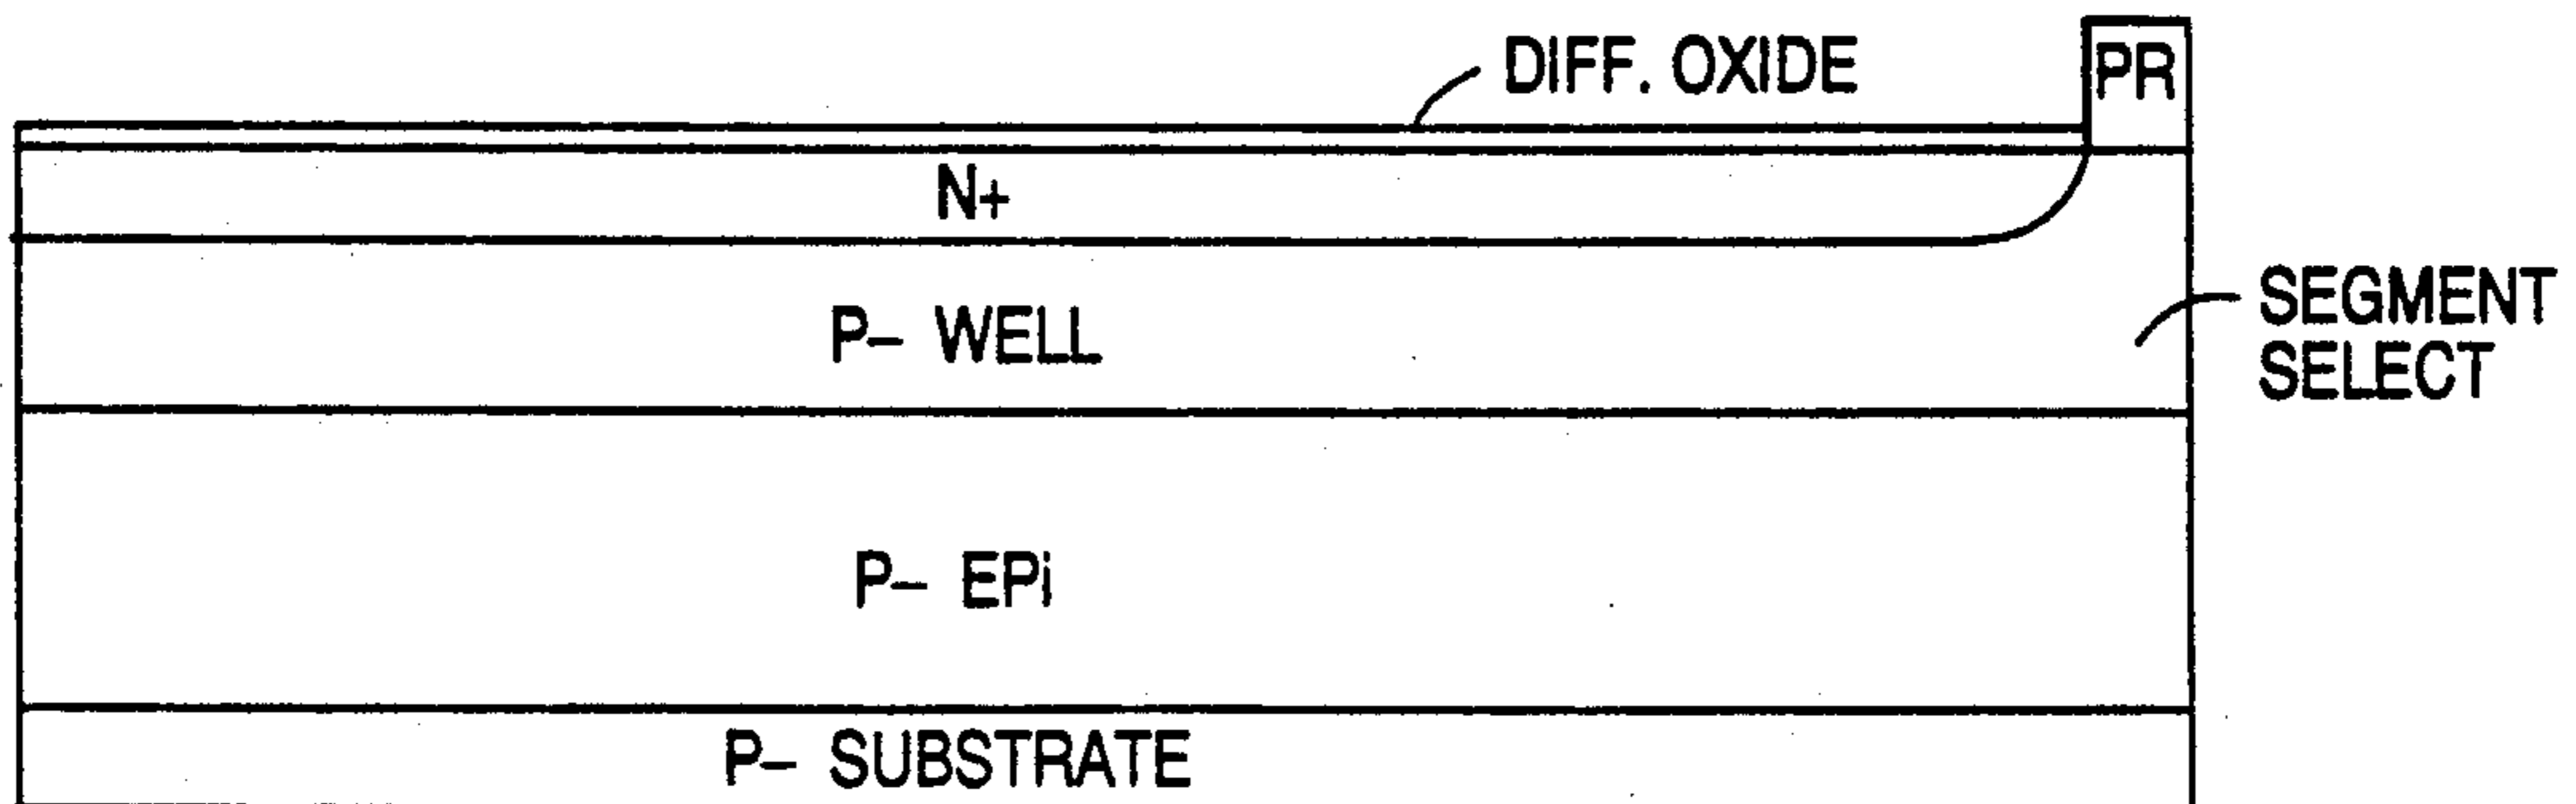 DIFF. OXIDE
PR
N+
P– WELL
SEGMENT
SELECT
P– EPi
P– SUBSTRATE